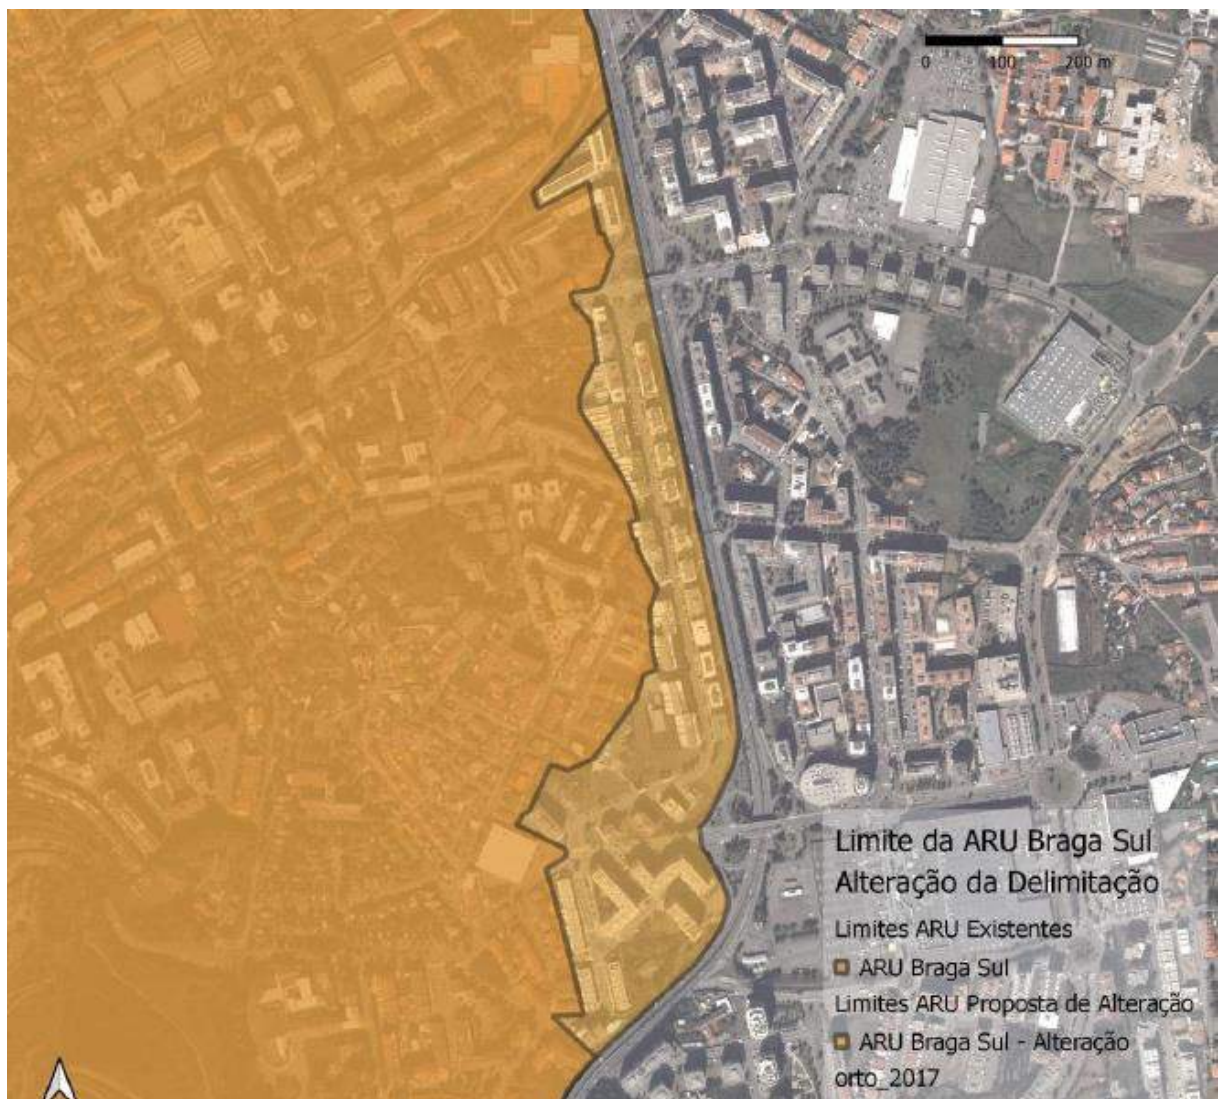 0 100 200 m
Limite da ARU Braga Sul
Alteração da Delimitação
Limites ARU Existentes
ARU Braga Sul
Limites ARU Proposta de Alteração
ARU Braga Sul - Alteração
orto_2017